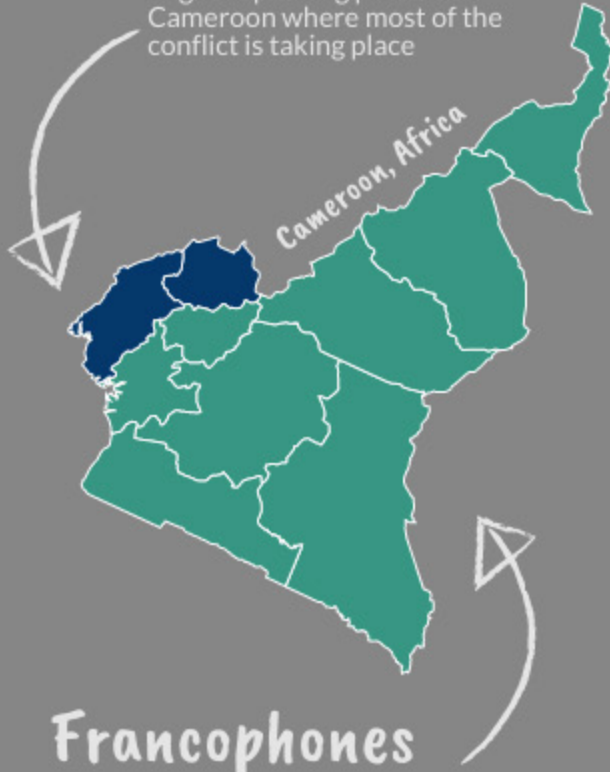 Cameroon where most of the
conflict is taking place
Cameroon, Africa
Francophones